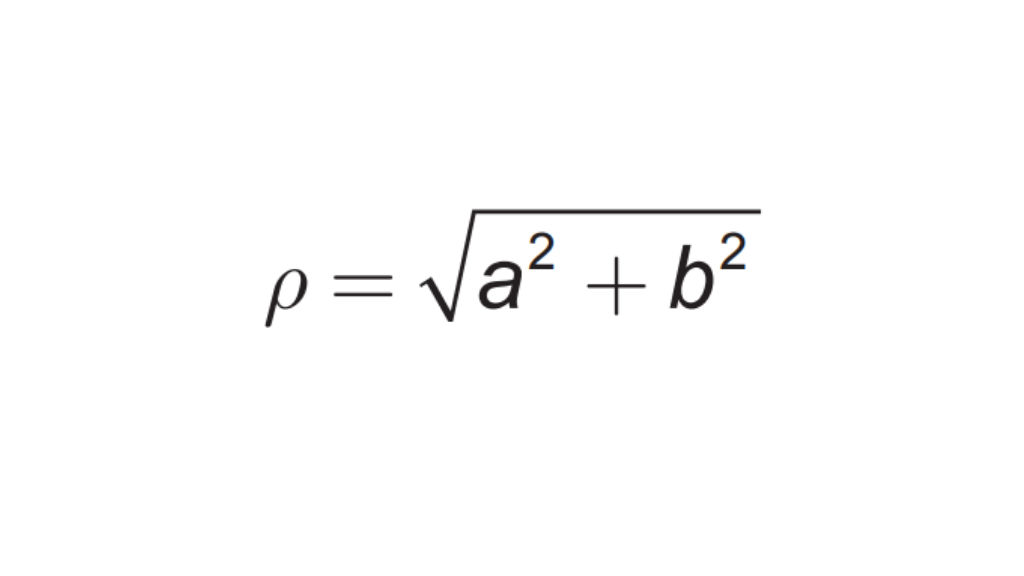 ρ = √a² + b²